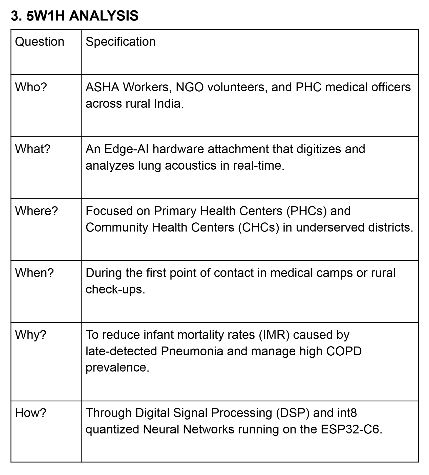 3. 5W1H ANALYSIS
Question Specification
Who? ASHA Workers, NGO volunteers, and PHC medical officers
across rural India.
What? An Edge-AI hardware attachment that digitizes and
analyzes lung acoustics in real-time.
Where? Focused on Primary Health Centers (PHCs) and
Community Health Centers (CHCs) in underserved districts.
When? During the first point of contact in medical camps or rural
check-ups.
Why? To reduce infant mortality rates (IMR) caused by
late-detected Pneumonia and manage high COPD
prevalence.
How? Through Digital Signal Processing (DSP) and int8
quantized Neural Networks running on the ESP32-C6.